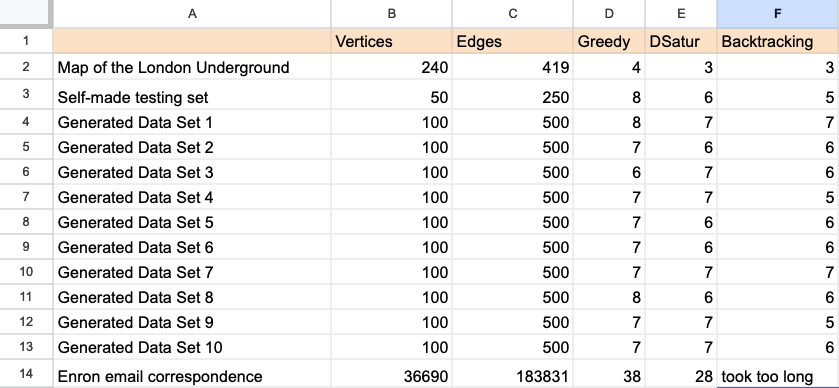 A B C D E F
1 Vertices Edges Greedy DSatur Backtracking
2 Map of the London Underground 240 419 4 3 3
3 Self-made testing set 50 250 8 6 5
4 Generated Data Set 1 100 500 8 7 7
5 Generated Data Set 2 100 500 7 6 6
6 Generated Data Set 3 100 500 6 7 6
7 Generated Data Set 4 100 500 7 7 5
8 Generated Data Set 5 100 500 7 6 6
9 Generated Data Set 6 100 500 7 6 6
10 Generated Data Set 7 100 500 7 7 7
11 Generated Data Set 8 100 500 8 6 6
12 Generated Data Set 9 100 500 7 7 5
13 Generated Data Set 10 100 500 7 7 6
14 Enron email correspondence 36690 183831 38 28 took too long